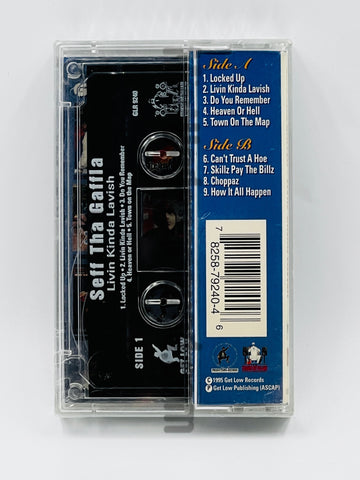 Side A
1. Locked Up
2. Livin Kinda Lavish
3. Do You Remember
4. Heaven Or Hell
5. Town On The Map
Side B
6. Can't Trust A Hoe
7. Skillz Pay The Billz
8. Choppaz
9. How It All Happen
7 8258-79240-4 6
© 1995 Get Low Records
℗ Get Low Publishing (ASCAP)
GLR 9240
Seff Tha Gaffla
Livin Kinda Lavish
1. Locked Up • 2. Livin Kinda Lavish • 3. Do You Remember
4. Heaven or Hell • 5. Town on the Map
SIDE 1
GET LOW